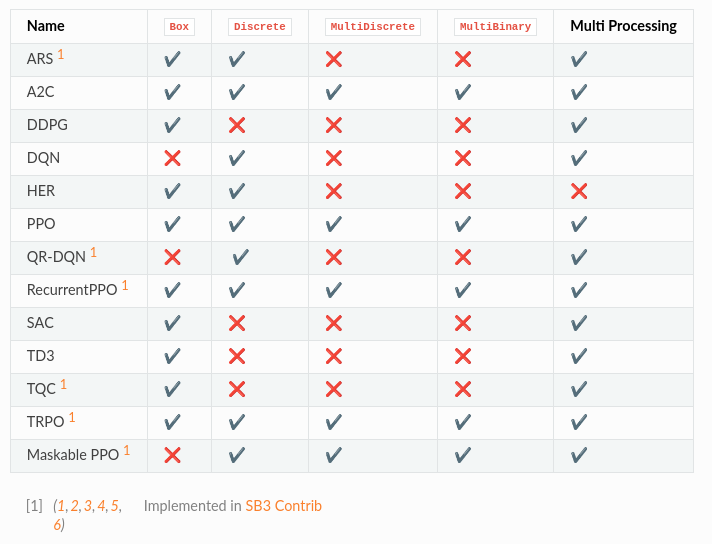 Name Box Discrete MultiDiscrete MultiBinary Multi Processing
ARS 1 ✔️ ✔️ ❌ ❌ ✔️
A2C ✔️ ✔️ ✔️ ✔️ ✔️
DDPG ✔️ ❌ ❌ ❌ ✔️
DQN ❌ ✔️ ❌ ❌ ✔️
HER ✔️ ✔️ ❌ ❌ ❌
PPO ✔️ ✔️ ✔️ ✔️ ✔️
QR-DQN 1 ❌ ✔️ ❌ ❌ ✔️
RecurrentPPO 1 ✔️ ✔️ ✔️ ✔️ ✔️
SAC ✔️ ❌ ❌ ❌ ✔️
TD3 ✔️ ❌ ❌ ❌ ✔️
TQC 1 ✔️ ❌ ❌ ❌ ✔️
TRPO 1 ✔️ ✔️ ✔️ ✔️ ✔️
Maskable PPO 1 ❌ ✔️ ✔️ ✔️ ✔️
[1] (1, 2, 3, 4, 5, Implemented in SB3 Contrib
6)